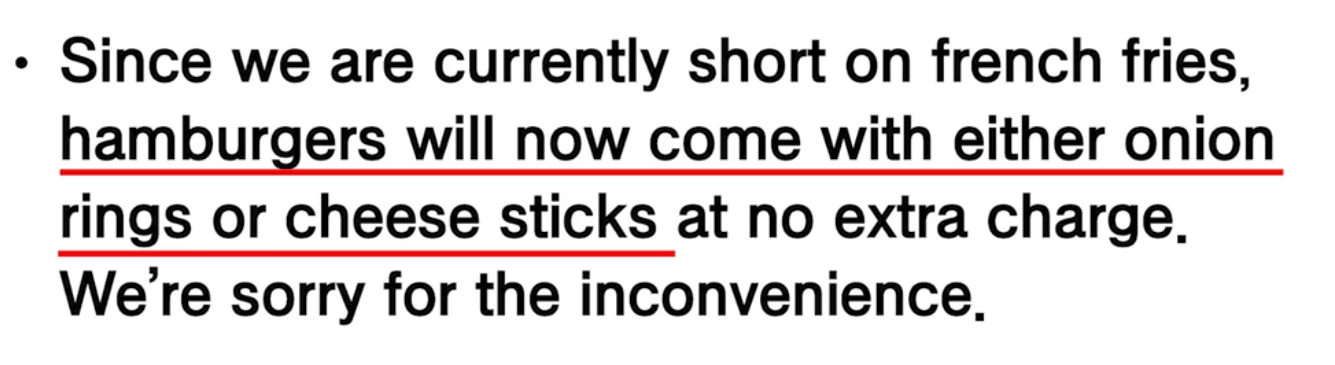 • Since we are currently short on french fries,
hamburgers will now come with either onion
rings or cheese sticks at no extra charge.
We’re sorry for the inconvenience.